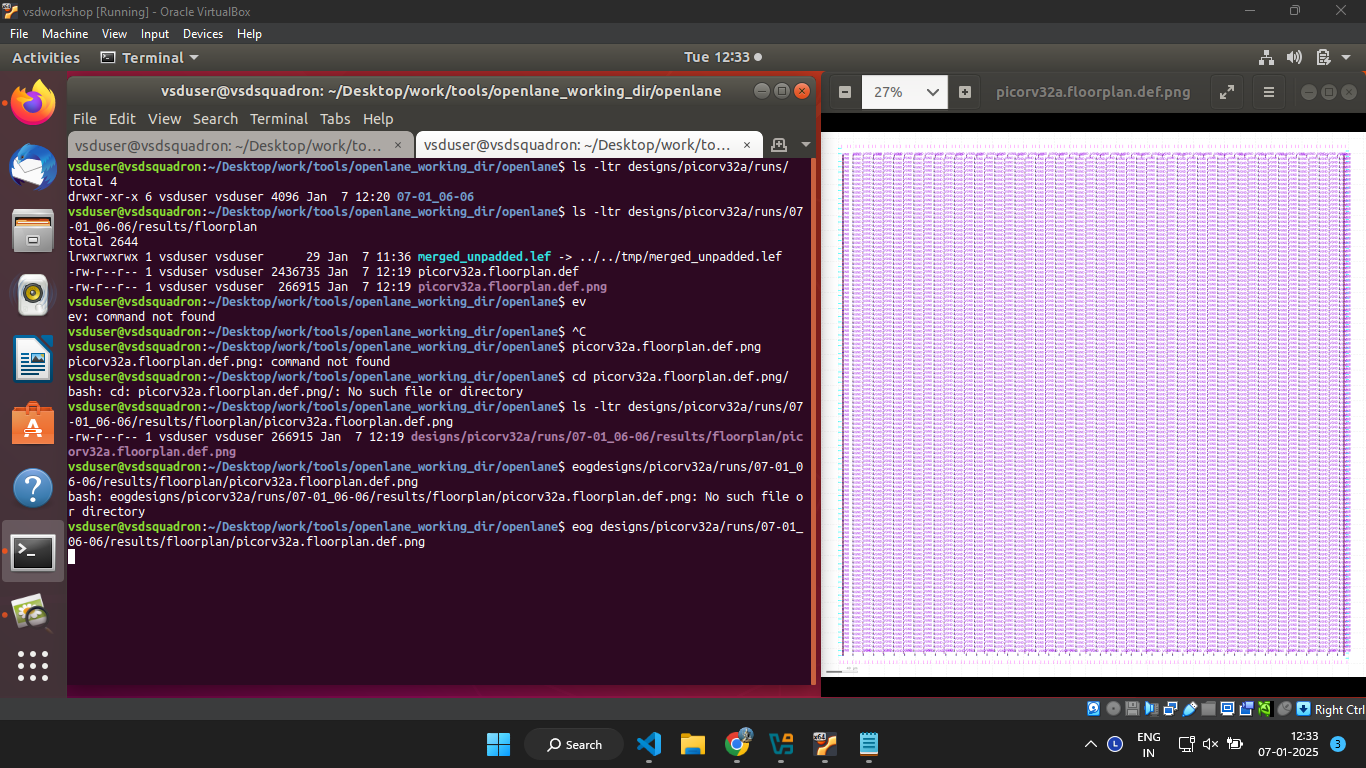 vsdworkshop [Running] - Oracle VirtualBox
File Machine View Input Devices Help
Activities Terminal Tue 12:33
vsduser@vsdsquadron: ~/Desktop/work/tools/openlane_working_dir/openlane
27% picorv32a.floorplan.def.png
File Edit View Search Terminal Tabs Help
vsduser@vsdsquadron: ~/Desktop/work/to... × vsduser@vsdsquadron: ~/Desktop/work/to... ×
vsduser@vsdsquadron:~/Desktop/work/tools/openlane_working_dir/openlane$ ls -ltr designs/picorv32a/runs/
total 4
drwxr-xr-x 6 vsduser vsduser 4096 Jan  7 12:20 07-01_06-06
vsduser@vsdsquadron:~/Desktop/work/tools/openlane_working_dir/openlane$ ls -ltr designs/picorv32a/runs/07
-01_06-06/results/floorplan
total 2644
lrwxrwxrwx 1 vsduser vsduser      29 Jan  7 11:36 merged_unpadded.lef -> ../../tmp/merged_unpadded.lef
-rw-r--r-- 1 vsduser vsduser 2436735 Jan  7 12:19 picorv32a.floorplan.def
-rw-r--r-- 1 vsduser vsduser  266915 Jan  7 12:19 picorv32a.floorplan.def.png
vsduser@vsdsquadron:~/Desktop/work/tools/openlane_working_dir/openlane$ ev
ev: command not found
vsduser@vsdsquadron:~/Desktop/work/tools/openlane_working_dir/openlane$ ^C
vsduser@vsdsquadron:~/Desktop/work/tools/openlane_working_dir/openlane$ picorv32a.floorplan.def.png
picorv32a.floorplan.def.png: command not found
vsduser@vsdsquadron:~/Desktop/work/tools/openlane_working_dir/openlane$ cd picorv32a.floorplan.def.png/
bash: cd: picorv32a.floorplan.def.png/: No such file or directory
vsduser@vsdsquadron:~/Desktop/work/tools/openlane_working_dir/openlane$ ls -ltr designs/picorv32a/runs/07
-01_06-06/results/floorplan/picorv32a.floorplan.def.png
-rw-r--r-- 1 vsduser vsduser 266915 Jan  7 12:19 designs/picorv32a/runs/07-01_06-06/results/floorplan/pic
orv32a.floorplan.def.png
vsduser@vsdsquadron:~/Desktop/work/tools/openlane_working_dir/openlane$ eogdesigns/picorv32a/runs/07-01_0
6-06/results/floorplan/picorv32a.floorplan.def.png
bash: eogdesigns/picorv32a/runs/07-01_06-06/results/floorplan/picorv32a.floorplan.def.png: No such file o
r directory
vsduser@vsdsquadron:~/Desktop/work/tools/openlane_working_dir/openlane$ eog designs/picorv32a/runs/07-01_
06-06/results/floorplan/picorv32a.floorplan.def.png
Right Ctrl
Search
ENG
IN
12:33
07-01-2025
3